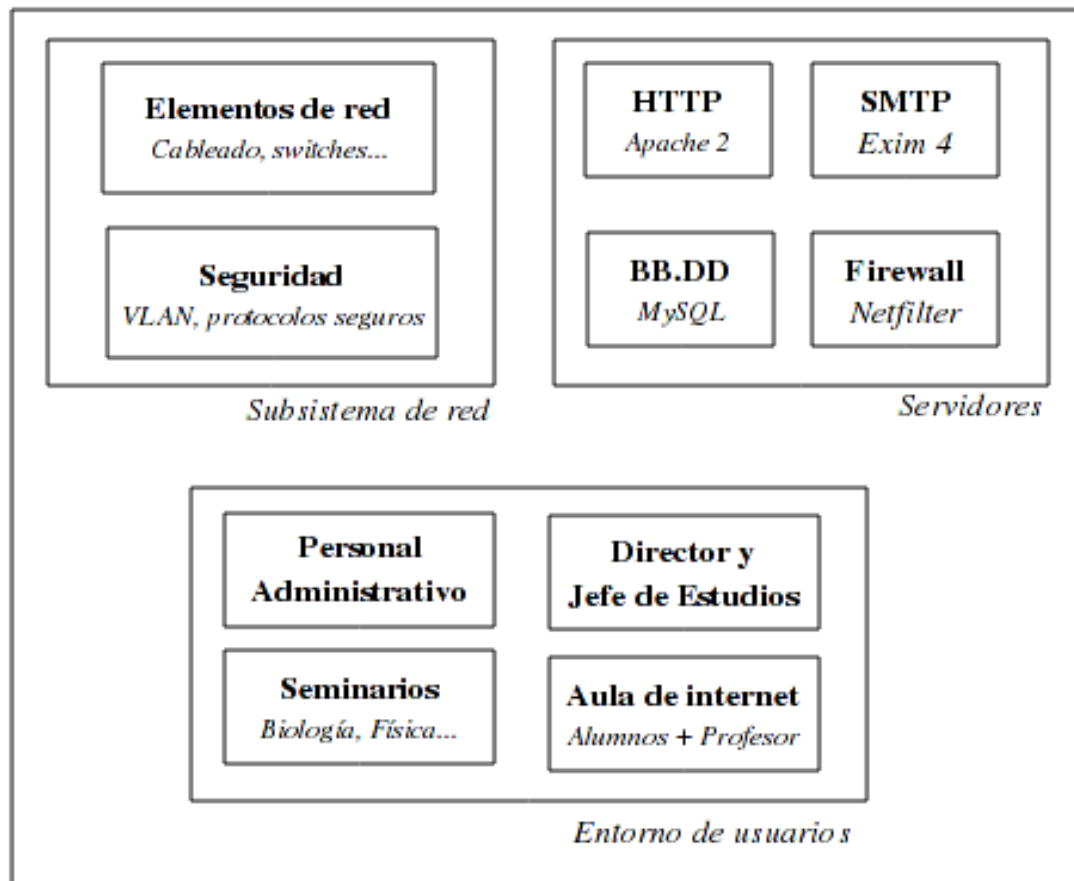 Elementos de red
Cableado, switches...
Seguridad
VLAN, protocolos seguros
Subsistema de red
HTTP
Apache 2
SMTP
Exim 4
BB.DD
MySQL
Firewall
Netfilter
Servidores
Personal
Administrativo
Director y
Jefe de Estudios
Seminarios
Biología, Física...
Aula de internet
Alumnos + Profesor
Entorno de usuarios